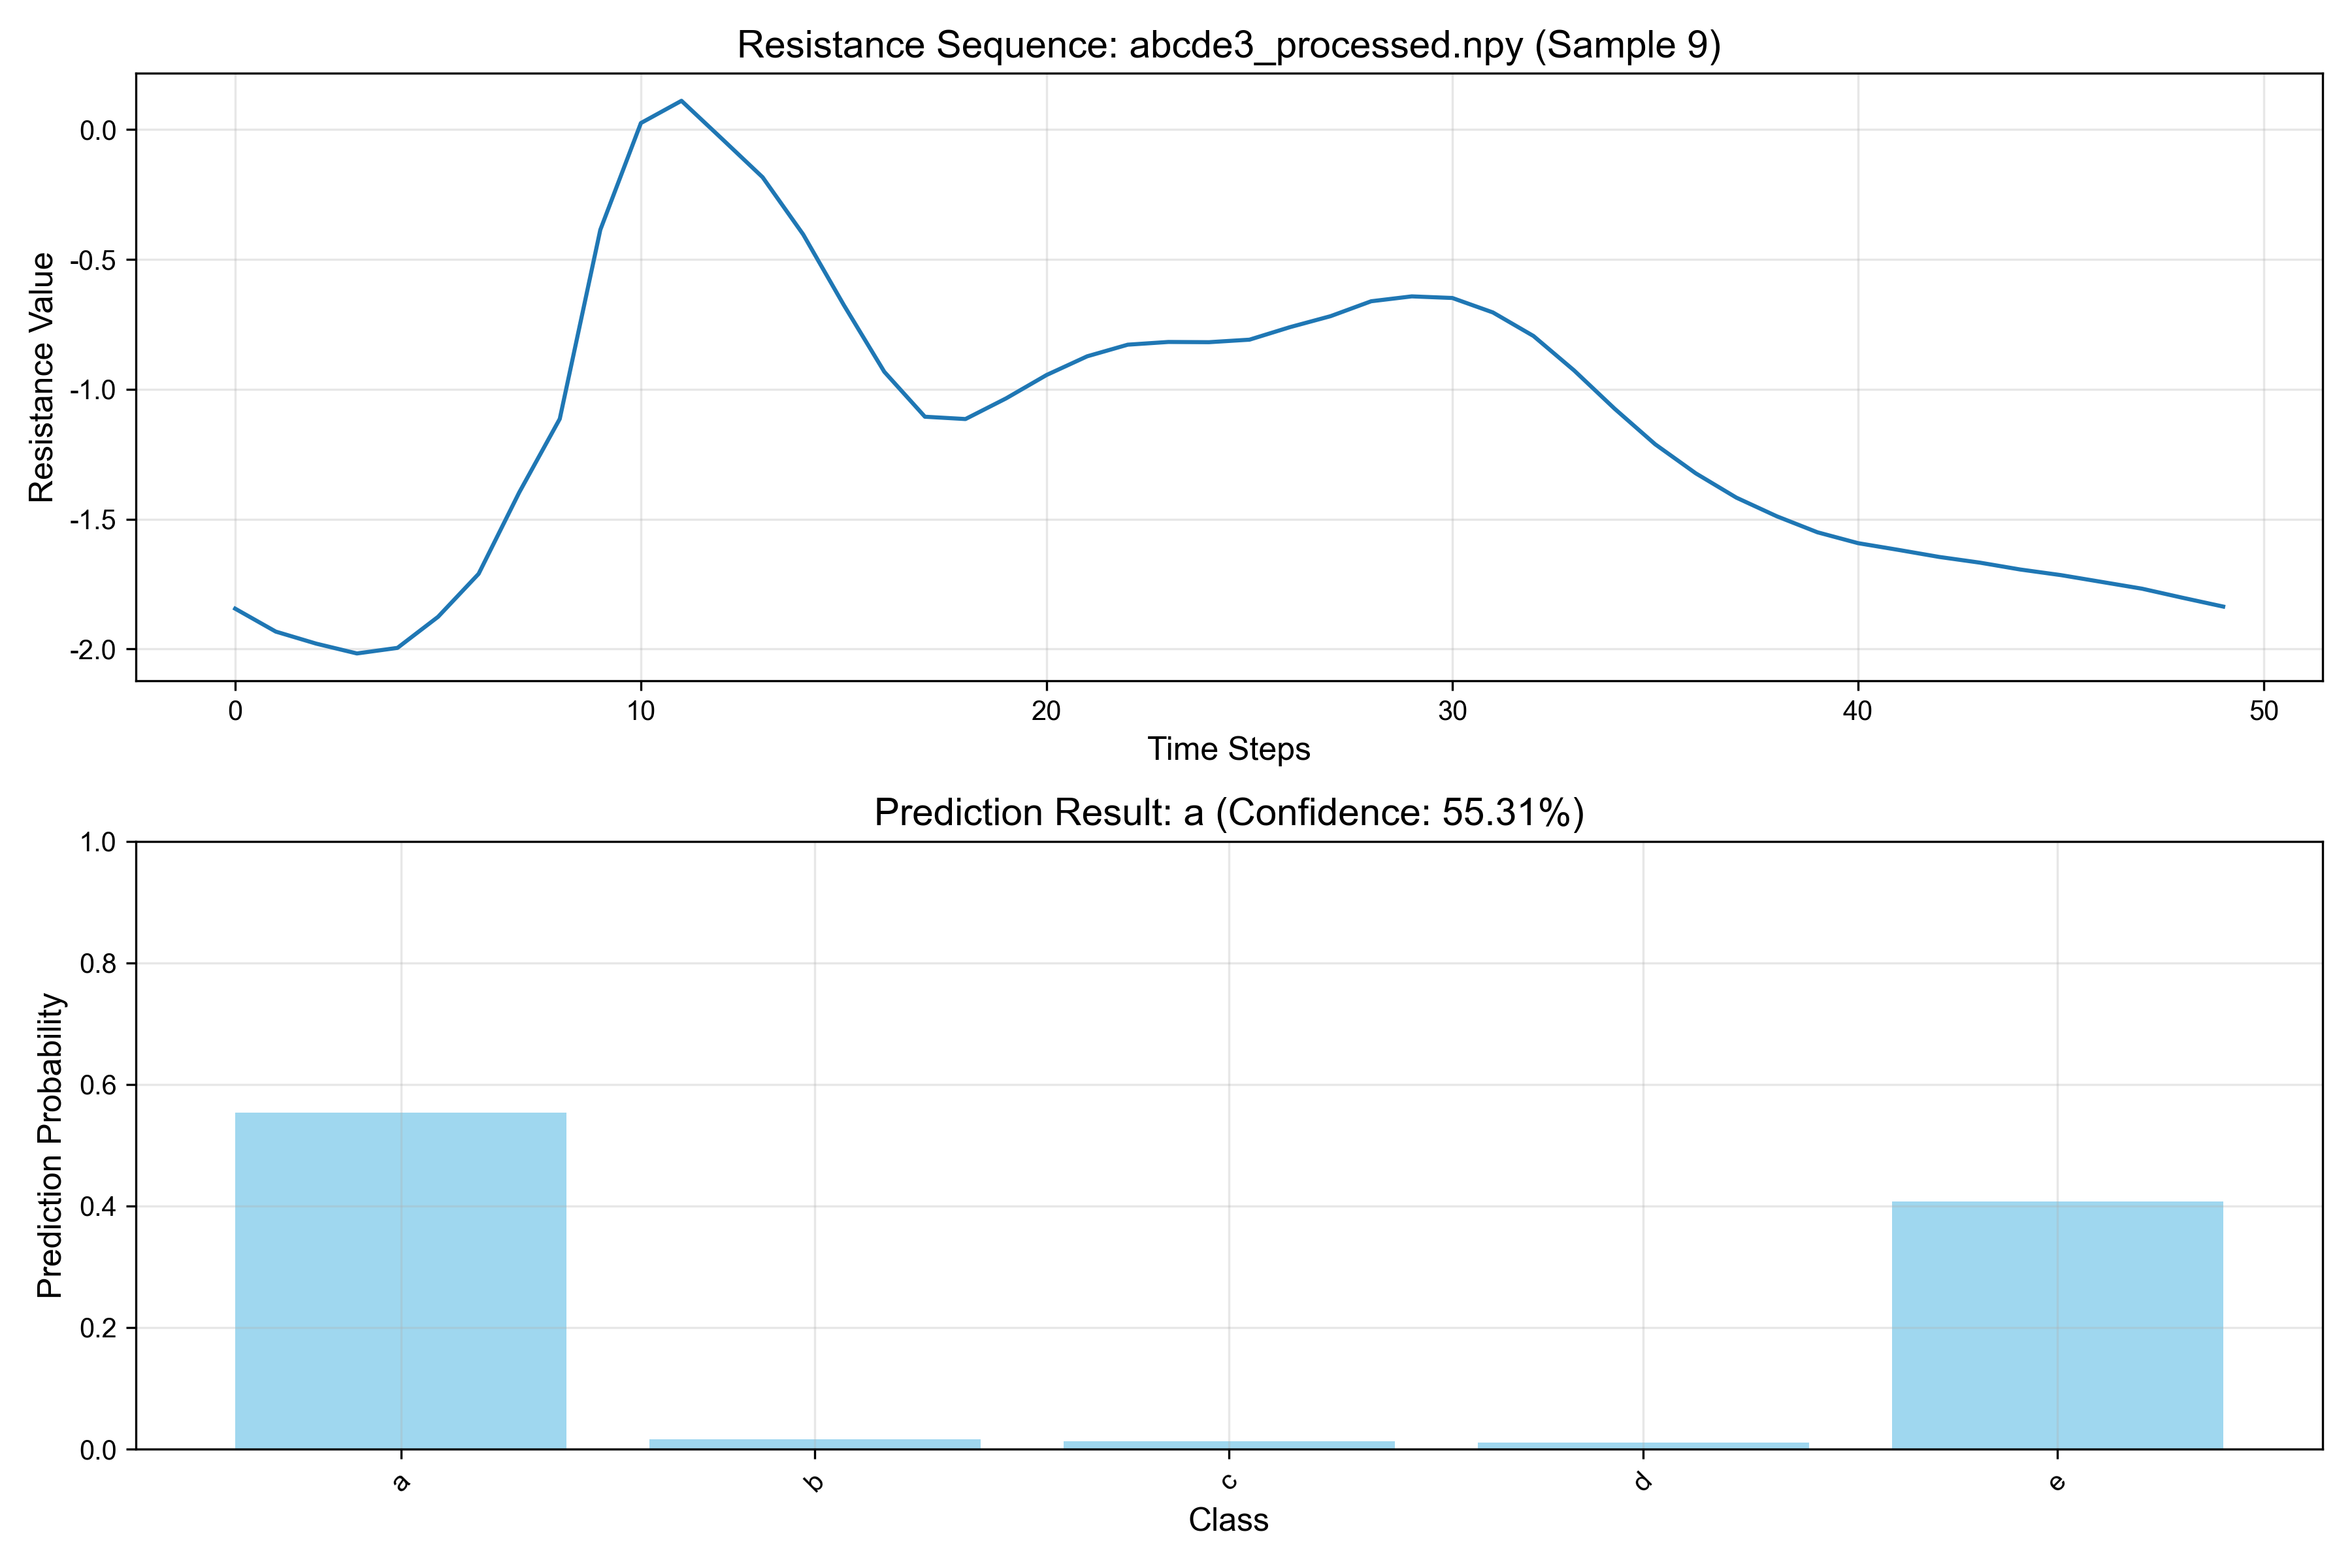 Resistance Sequence: abcde3_processed.npy (Sample 9)
Resistance Value
0.0
-0.5
-1.0
-1.5
-2.0
0 10 20 30 40 50
Time Steps
Prediction Result: a (Confidence: 55.31%)
Prediction Probability
1.0
0.8
0.6
0.4
0.2
0.0
a b c d e
Class